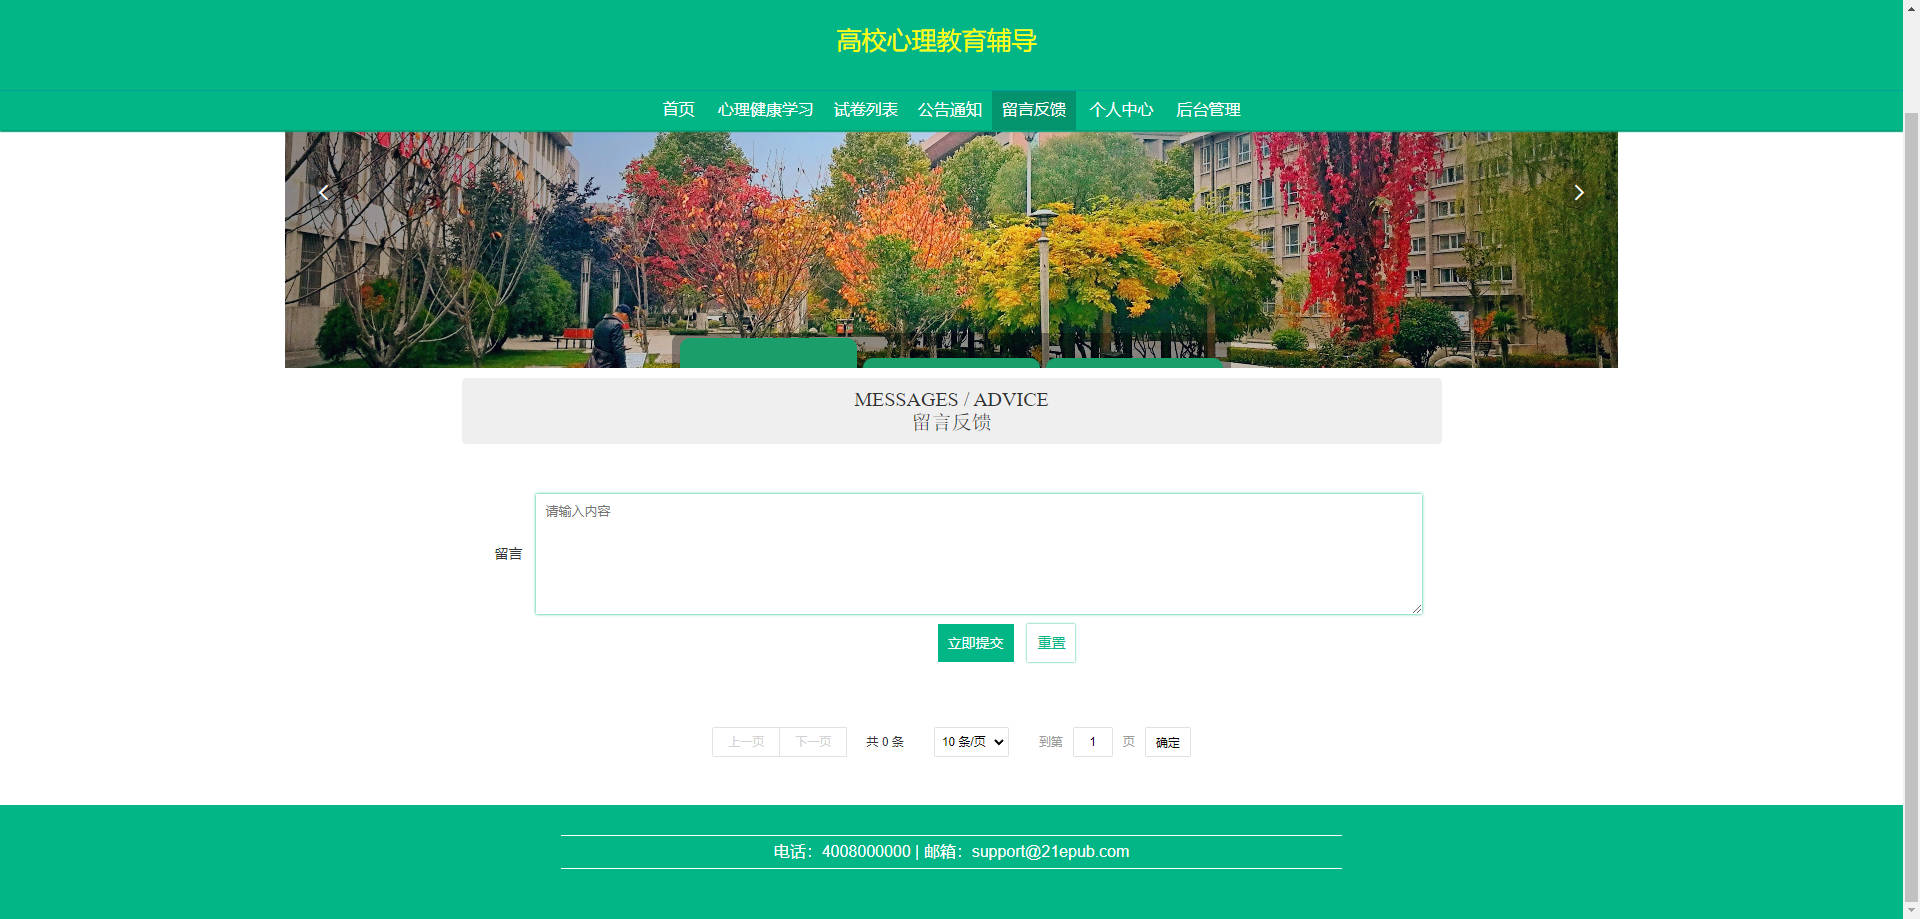 高校心理教育辅导
首页 心理健康学习 试卷列表 公告通知 留言反馈 个人中心 后台管理
MESSAGES / ADVICE
留言反馈
请输入内容
留言
立即提交 重置
上一页 下一页 共 0 条 10 条/页 到第 1 页 确定
电话：4008000000 | 邮箱：support@21epub.com